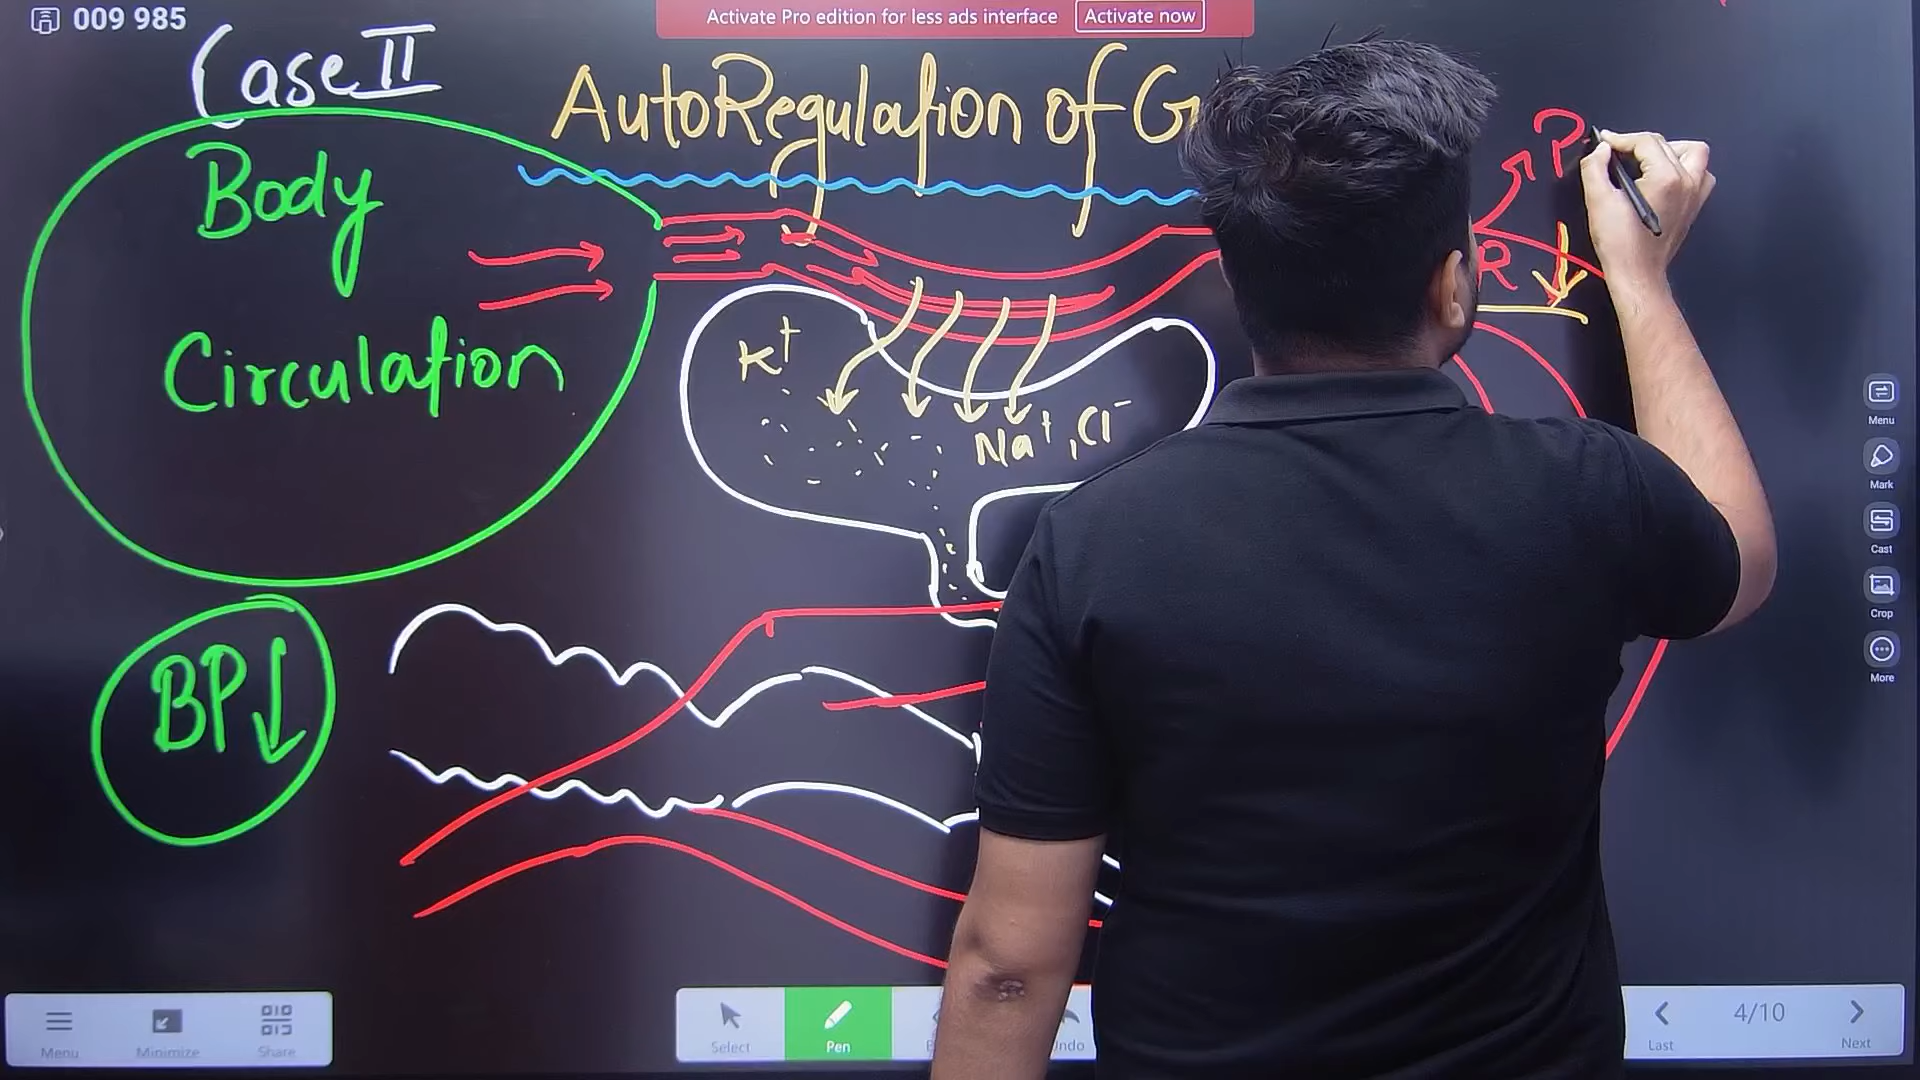 009 985
Activate Pro edition for less ads interface Activate now
Case II
AutoRegulation of G
Body
Circulation
P
R
K+
Na+, Cl-
BP↓
Menu
Mark
Cast
Crop
More
Menu
Minimize
Share
Select
Pen
Undo
Last
4/10
Next